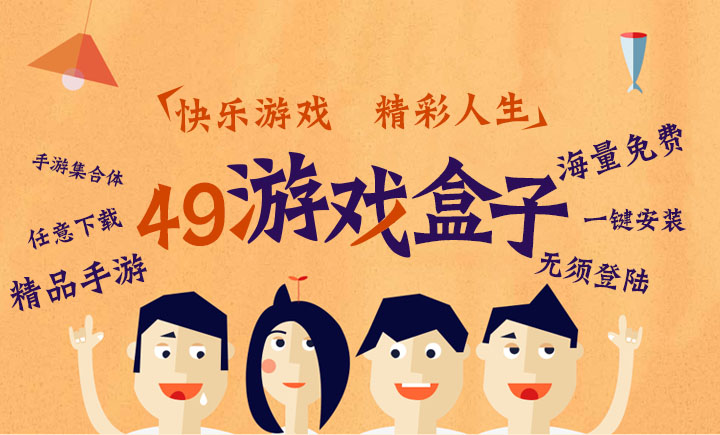 「快乐游戏 精彩人生」
49游戏盒子
手游集合体
任意下载
精品手游
海量免费
一键安装
无须登陆